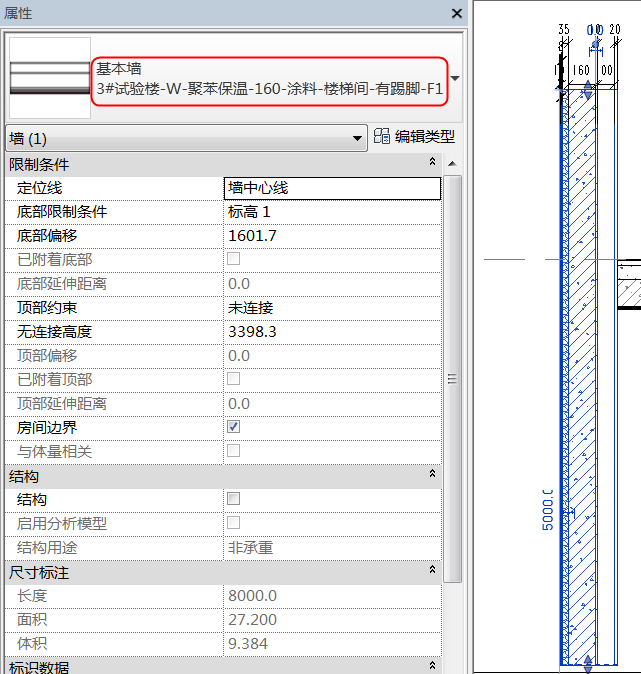 属性
基本墙
3#试验楼-W-聚苯保温-160-涂料-楼梯间-有踢脚-F1
墙 (1)
编辑类型
限制条件
定位线 墙中心线
底部限制条件 标高 1
底部偏移 1601.7
已附着底部
底部延伸距离 0.0
顶部约束 未连接
无连接高度 3398.3
顶部偏移 0.0
已附着顶部
顶部延伸距离 0.0
房间边界
与体量相关
结构
结构
启用分析模型
结构用途 非承重
尺寸标注
长度 8000.0
面积 27.200
体积 9.384
标识数据
35 20
0.0
160
5000.0